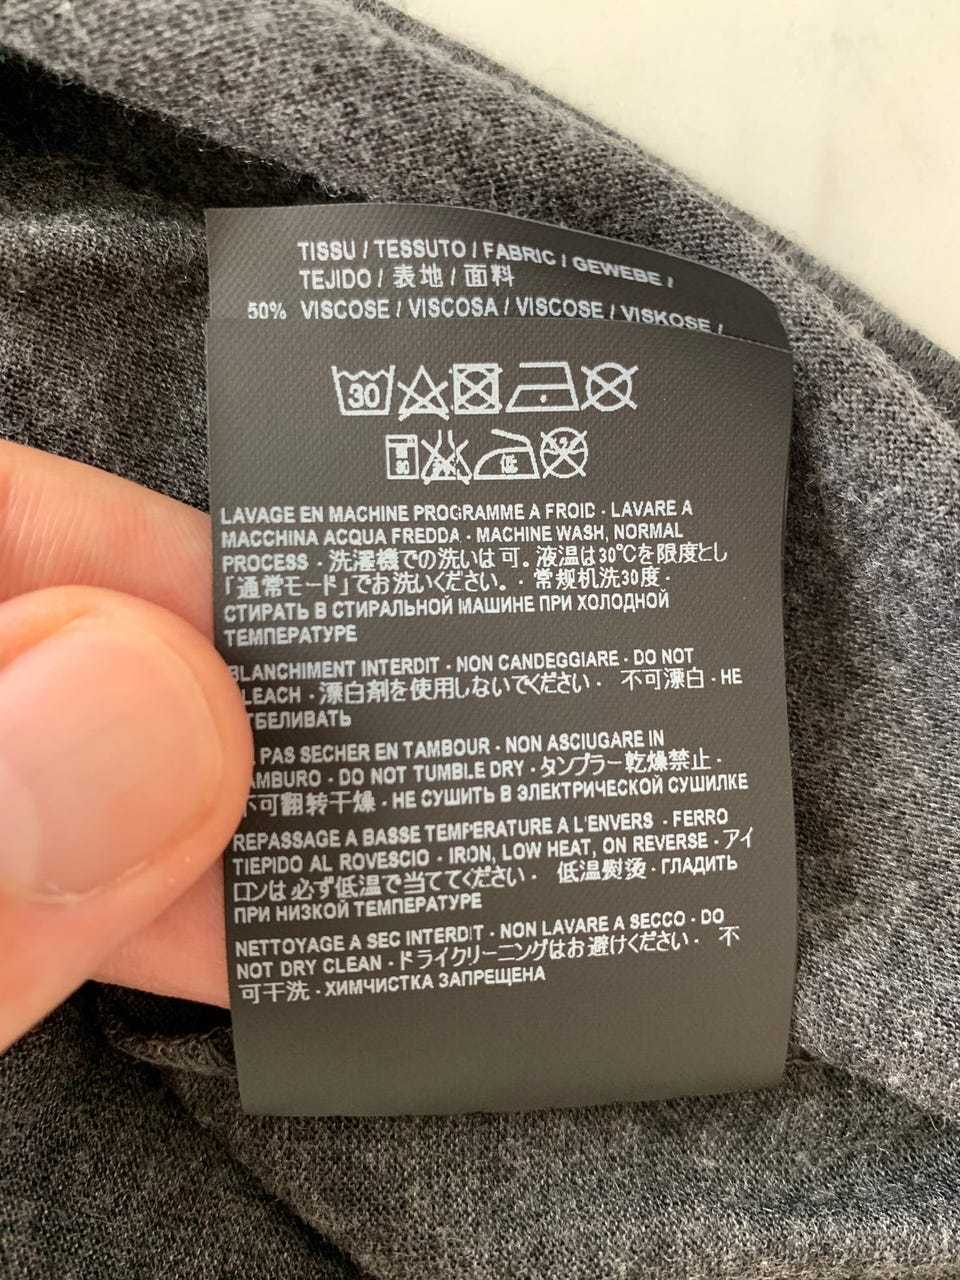 TISSU / TESSUTO / FABRIC / GEWEBE /
TEJIDO / 表地 / 面料
50% VISCOSE / VISCOSA / VISCOSE / VISKOSE /
30
30 低
LAVAGE EN MACHINE PROGRAMME A FROID - LAVARE A
MACCHINA ACQUA FREDDA - MACHINE WASH, NORMAL
PROCESS - 洗濯機での洗いは可。液温は30℃を限度とし
「通常モード」でお洗いください。 - 常规机洗30度 -
СТИРАТЬ В СТИРАЛЬНОЙ МАШИНЕ ПРИ ХОЛОДНОЙ
ТЕМПЕРАТУРЕ
BLANCHIMENT INTERDIT - NON CANDEGGIARE - DO NOT
LEACH - 漂白剤を使用しないでください - 不可漂白 - НЕ
ТБЕЛИВАТЬ
PAS SECHER EN TAMBOUR - NON ASCIUGARE IN
AMBURO - DO NOT TUMBLE DRY - タンブラー乾燥禁止 -
不可翻转干燥 - НЕ СУШИТЬ В ЭЛЕКТРИЧЕСКОЙ СУШИЛКЕ
REPASSAGE A BASSE TEMPERATURE A L'ENVERS - FERRO
TIEPIDO AL ROVESCIO - IRON, LOW HEAT, ON REVERSE - アイ
ロンは必ず低温で当ててください - 低温熨烫 - ГЛАДИТЬ
ПРИ НИЗКОЙ ТЕМПЕРАТУРЕ
NETTOYAGE A SEC INTERDIT - NON LAVARE A SECCO - DO
NOT DRY CLEAN - ドライクリーニングはお避けください - 不
可干洗 - ХИМЧИСТКА ЗАПРЕЩЕНА